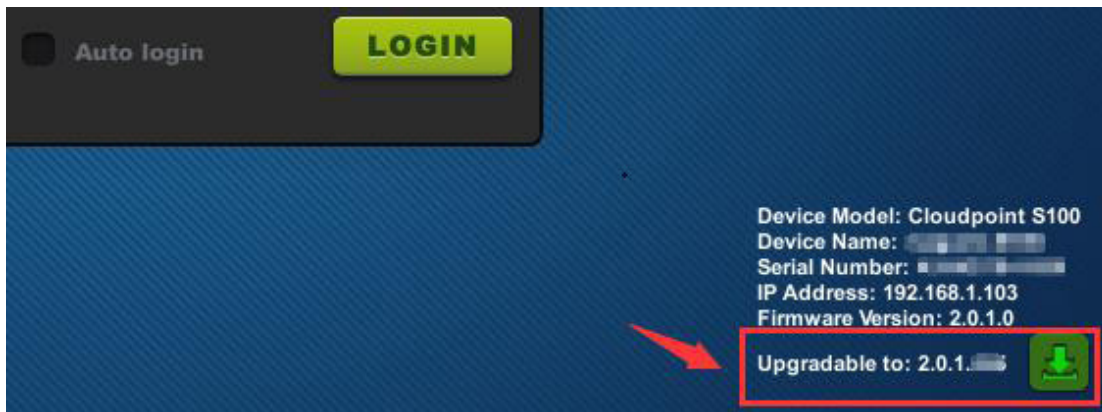 Auto login
LOGIN
Device Model: Cloudpoint S100
Device Name:
Serial Number:
IP Address: 192.168.1.103
Firmware Version: 2.0.1.0
Upgradable to: 2.0.1.